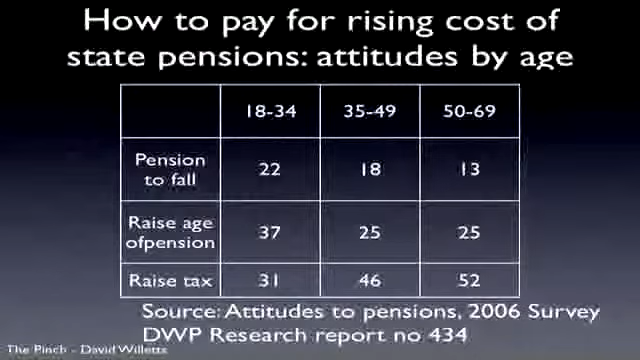 How to pay for rising cost of
state pensions: attitudes by age
18-34 35-49 50-69
Pension
to fall 22 18 13
Raise age
ofpension 37 25 25
Raise tax 31 46 52
Source: Attitudes to pensions, 2006 Survey
DWP Research report no 434
The Pinch - David Willetts